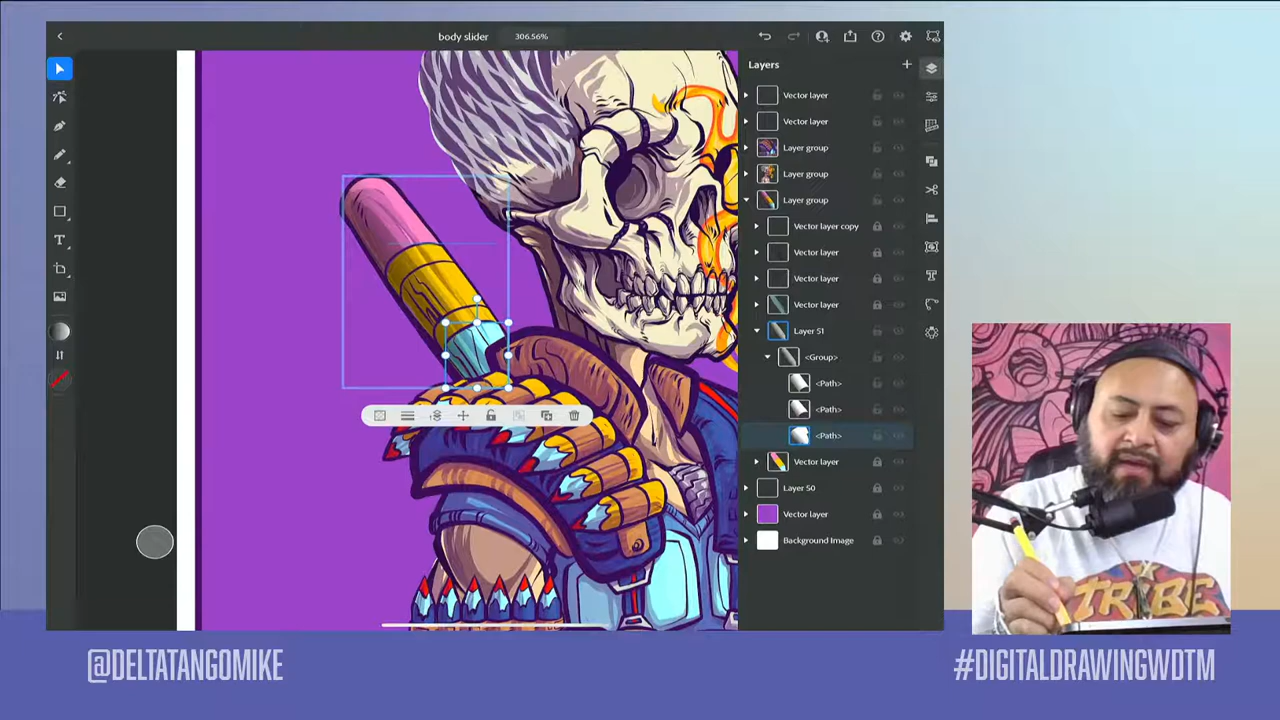 body slider
306.56%
Layers
Vector layer
Vector layer
Layer group
Layer group
Layer group
Vector layer copy
Vector layer
Vector layer
Vector layer
Layer 51
<Group>
<Path>
<Path>
<Path>
Vector layer
Layer 50
Vector layer
Background Image
TRIBE
@DELTATANGOMIKE
#DIGITALDRAWINGWDTM